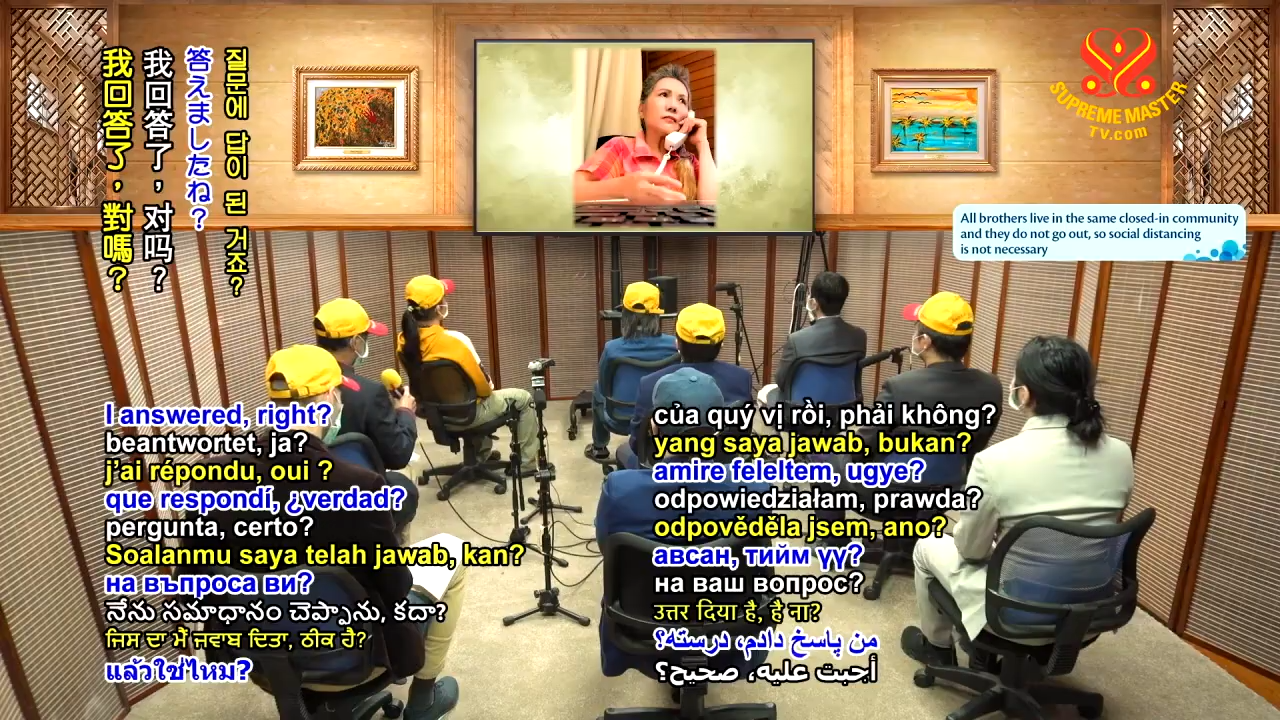 我回答了，對嗎？
我回答了，对吗？
答えましたね？
질문에 답이 된 거죠?
SUPREME MASTER
TV.com
All brothers live in the same closed-in community
and they do not go out, so social distancing
is not necessary
I answered, right?
beantwortet, ja?
j’ai répondu, oui ?
que respondí, ¿verdad?
pergunta, certo?
Soalanmu saya telah jawab, kan?
на въпроса ви?
నేను సమాధానం చెప్పాను, కదా?
ਜਿਸ ਦਾ ਮੈਂ ਜਵਾਬ ਦਿਤਾ, ਠੀਕ ਹੈ?
แล้วใช่ไหม?
của quý vị rồi, phải không?
yang saya jawab, bukan?
amire feleltem, ugye?
odpowiedziałam, prawda?
odpověděla jsem, ano?
авсан, тийм үү?
на ваш вопрос?
उत्तर दिया है, है ना?
من پاسخ دادم، درسته؟
أجبت عليه، صحيح؟